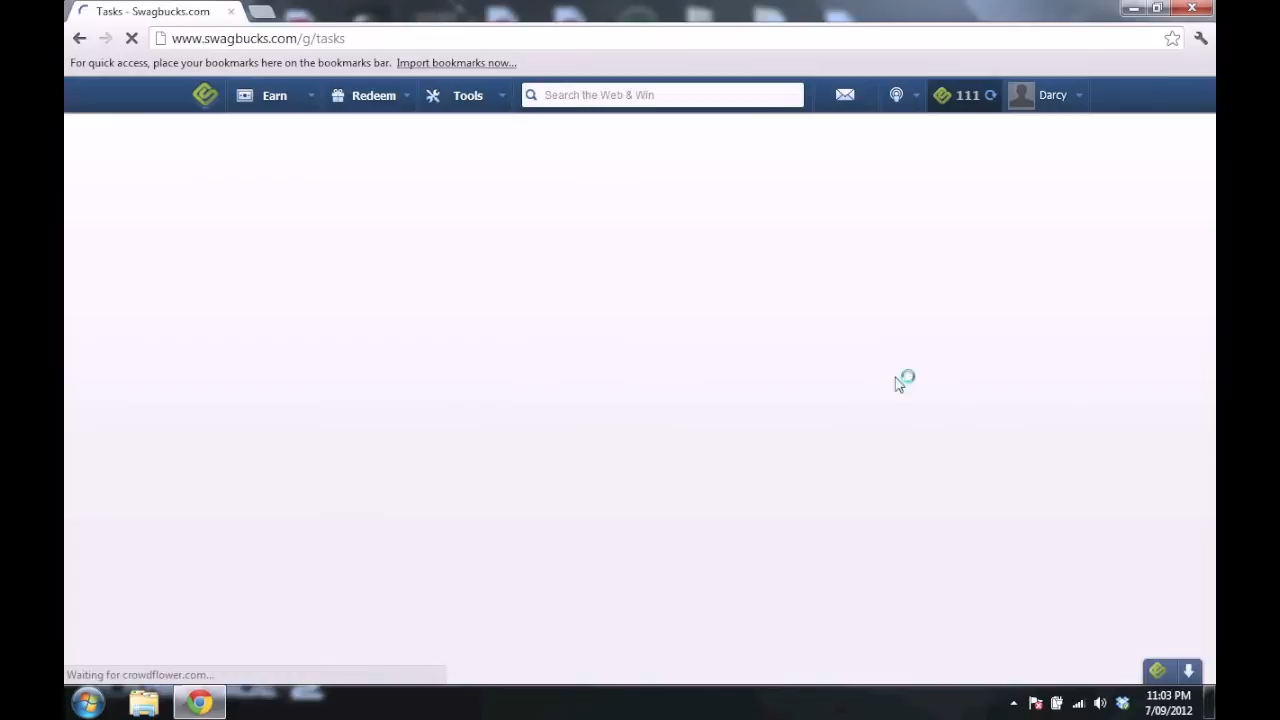 Tasks - Swagbucks.com
www.swagbucks.com/g/tasks
For quick access, place your bookmarks here on the bookmarks bar. Import bookmarks now...
Earn Redeem Tools Search the Web & Win 111 Darcy
Waiting for crowdflower.com...
11:03 PM
7/09/2012